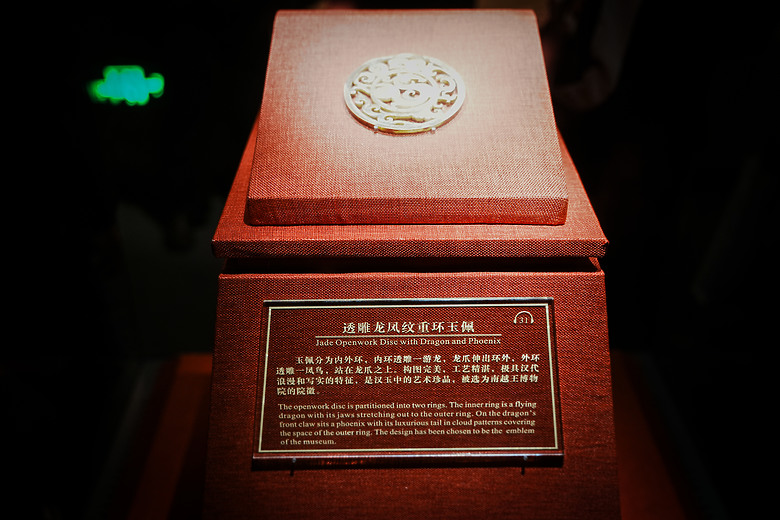 透雕龙凤纹重环玉佩
31
Jade Openwork Disc with Dragon and Phoenix
玉佩分为内外环，内环透雕一游龙，龙爪伸出环外，外环
透雕一凤鸟，站在龙爪之上。构图完美，工艺精湛，极具汉代
浪漫和写实的特征，是汉玉中的艺术珍品，被选为南越王博物
院的院徽。
The openwork disc is partitioned into two rings. The inner ring is a flying
dragon with its jaws stretching out to the outer ring. On the dragon's
front claw sits a phoenix with its luxurious tail in cloud patterns covering
the space of the outer ring. The design has been chosen to be the emblem
of the museum.